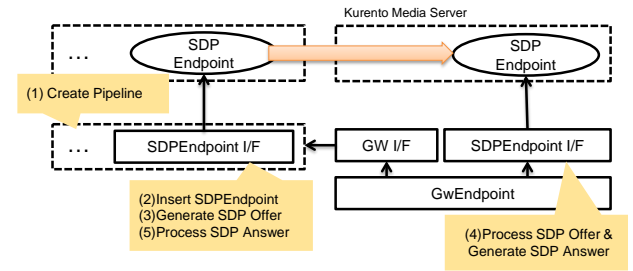 Kurento Media Server
...
SDP
Endpoint
SDP
Endpoint
(1) Create Pipeline
...
SDPEndpoint I/F
GW I/F
SDPEndpoint I/F
GwEndpoint
(2)Insert SDPEndpoint
(3)Generate SDP Offer
(5)Process SDP Answer
(4)Process SDP Offer &
Generate SDP Answer